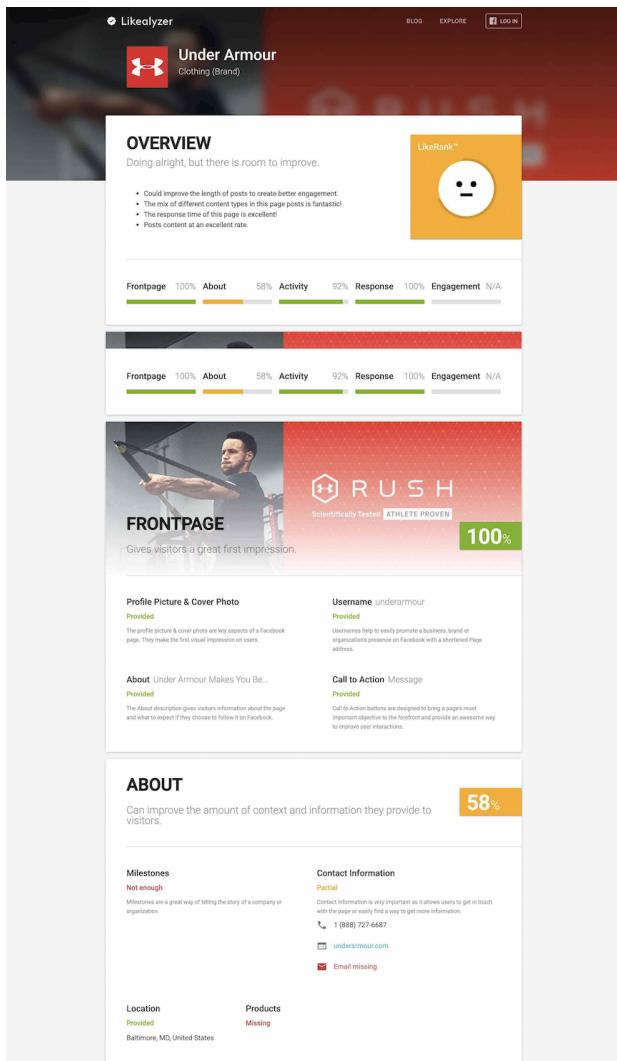 Likealyzer
BLOG
EXPLORE
LOG IN
Under Armour
Clothing (Brand)
RUSH
OVERVIEW
Doing alright, but there is room to improve.
LikeRank™
Could improve the length of posts to create better engagement.
The mix of different content types in this page posts is fantastic!
The response time of this page is excellent!
Posts content at an excellent rate.
Frontpage 100% About 58% Activity 92% Response 100% Engagement N/A
Frontpage 100% About 58% Activity 92% Response 100% Engagement N/A
RUSH
Scientifically Tested ATHLETE PROVEN
FRONTPAGE
100%
Gives visitors a great first impression.
Profile Picture & Cover Photo
Provided
The profile picture & cover photo are key aspects of a Facebook
page. They make the first visual impression on users.
Username underarmour
Provided
Usernames help to easily promote a business, brand or
organization's presence on Facebook with a shortened Page
address.
About Under Armour Makes You Be...
Provided
The About description gives visitors information about the page
and what to expect if they choose to follow it on Facebook.
Call to Action Message
Provided
Call to Action buttons are designed to bring a page's most
important objective to the forefront and provide an awesome way
to improve user interactions.
ABOUT
58%
Can improve the amount of context and information they provide to
visitors.
Milestones
Not enough
Milestones are a great way of telling the story of a company or
organization
Contact Information
Partial
Contact information is very important as it allows users to get in touch
with the page or easily find a way to get more information.
1 (888) 727-6687
underarmour.com
Email missing
Location
Provided
Baltimore, MD, United States
Products
Missing